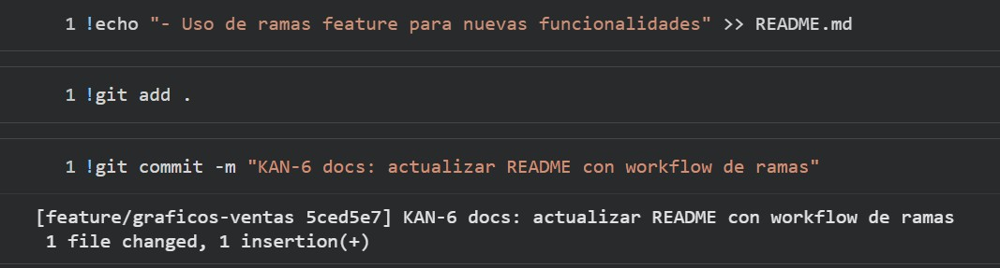 1 !echo "- Uso de ramas feature para nuevas funcionalidades" >> README.md
1 !git add .
1 !git commit -m "KAN-6 docs: actualizar README con workflow de ramas"
[feature/graficos-ventas 5ced5e7] KAN-6 docs: actualizar README con workflow de ramas
1 file changed, 1 insertion(+)